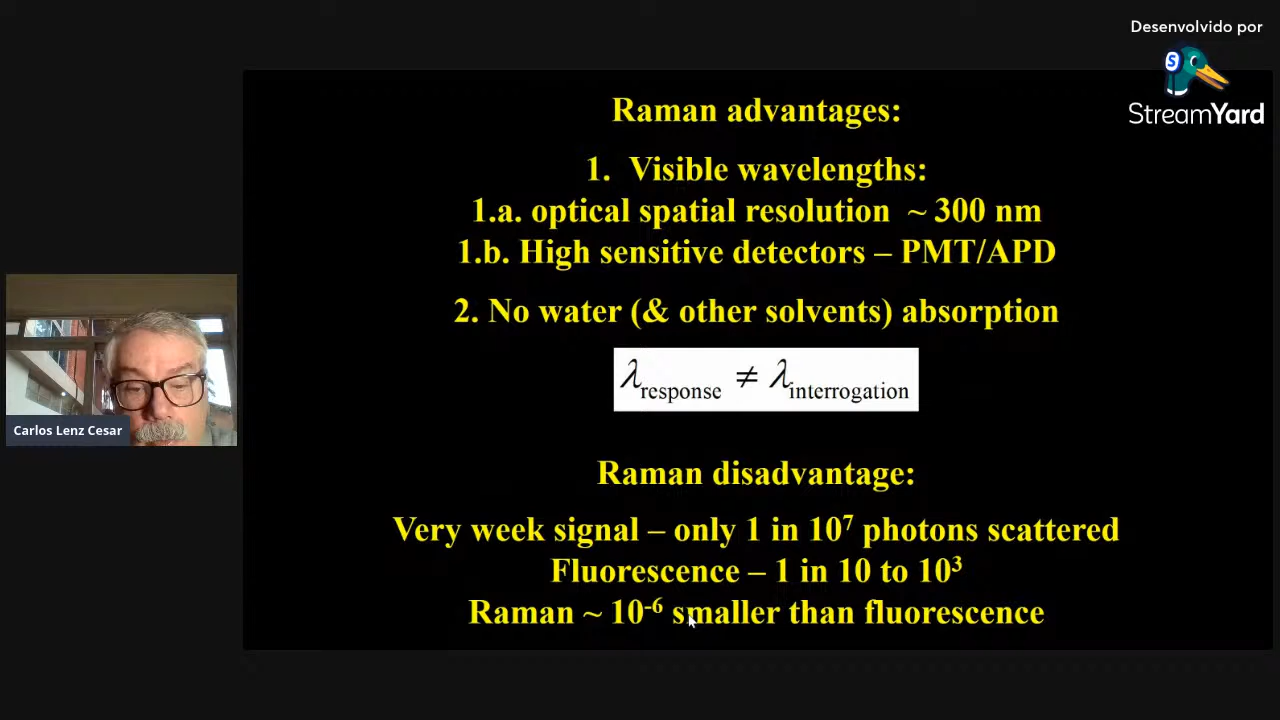 Desenvolvido por
StreamYard
Raman advantages:
1. Visible wavelengths:
1.a. optical spatial resolution ~ 300 nm
1.b. High sensitive detectors – PMT/APD
2. No water (& other solvents) absorption
λresponse ≠ λinterrogation
Carlos Lenz Cesar
Raman disadvantage:
Very week signal – only 1 in 10⁷ photons scattered
Fluorescence – 1 in 10 to 10³
Raman ~ 10⁻⁶ smaller than fluorescence